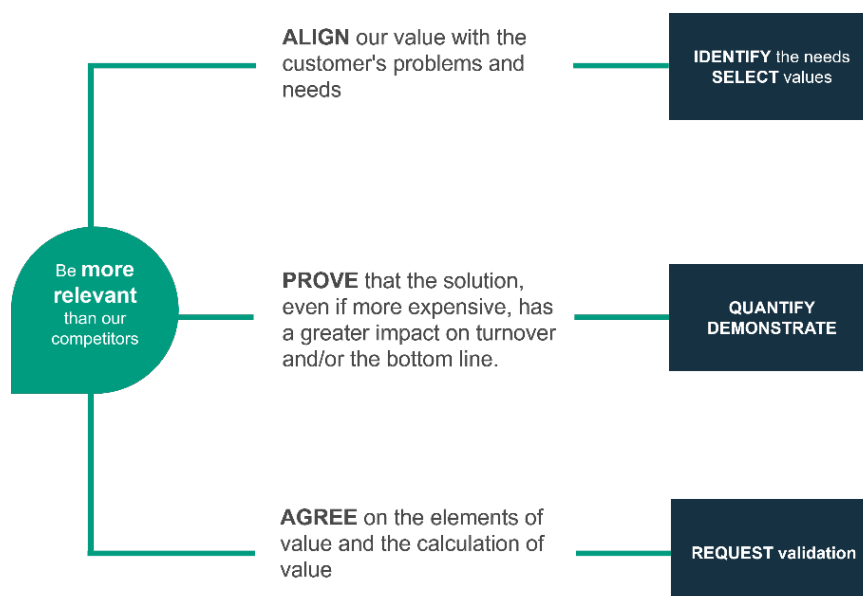 ALIGN our value with the
customer's problems and
needs
IDENTIFY the needs
SELECT values
Be more
relevant
than our
competitors
PROVE that the solution,
even if more expensive, has
a greater impact on turnover
and/or the bottom line.
QUANTIFY
DEMONSTRATE
AGREE on the elements of
value and the calculation of
value
REQUEST validation